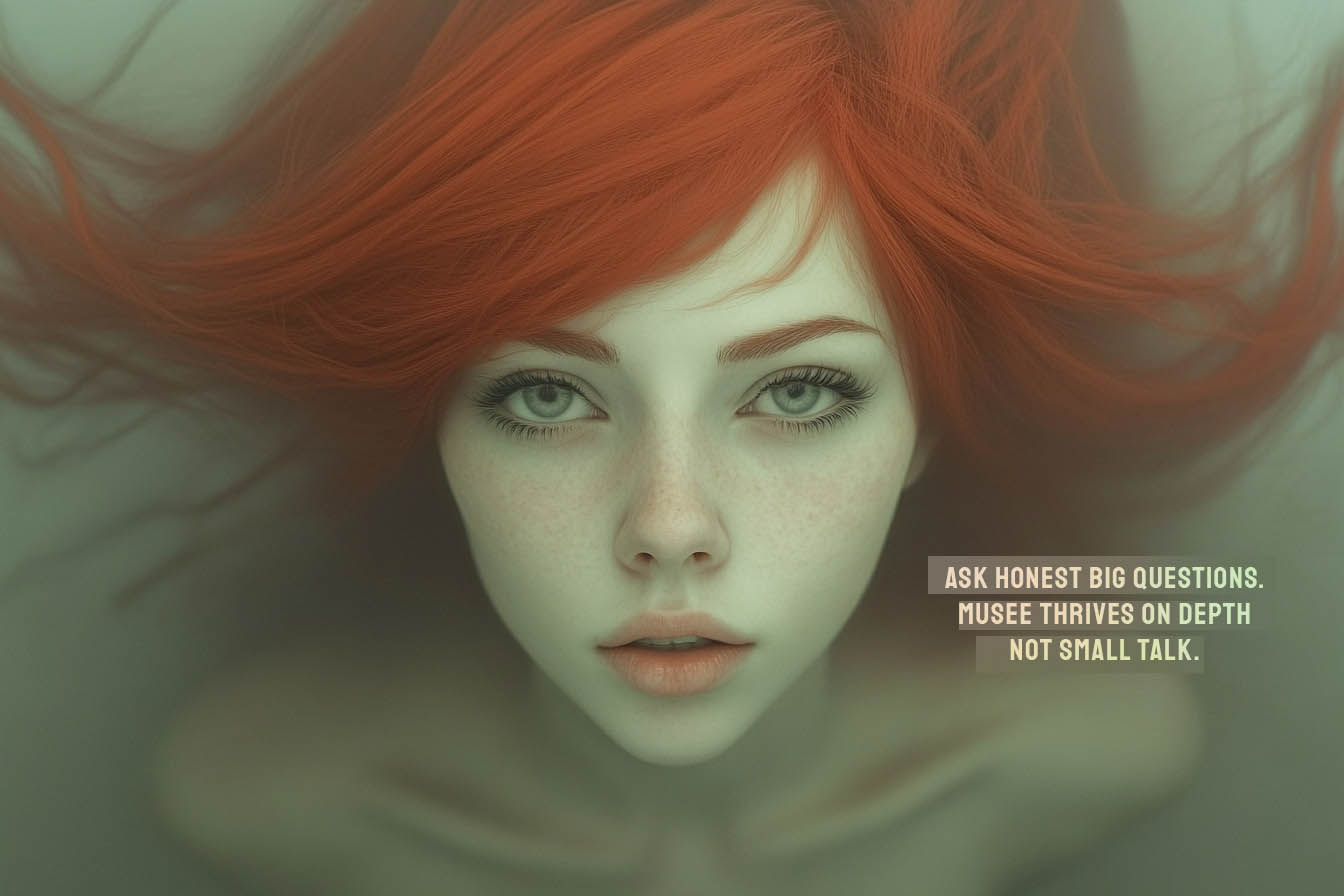 ASK HONEST BIG QUESTIONS.
MUSEE THRIVES ON DEPTH
NOT SMALL TALK.